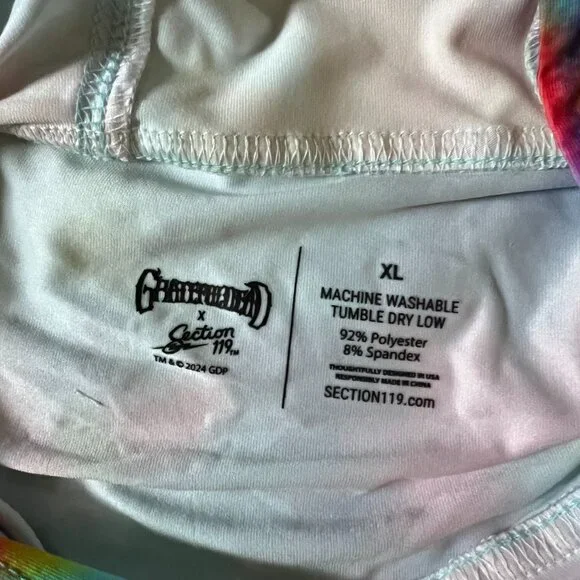 GRATEFUL DEAD
x
Section
119™
TM & © 2024 GDP
XL
MACHINE WASHABLE
TUMBLE DRY LOW
92% Polyester
8% Spandex
THOUGHTFULLY DESIGNED IN USA
RESPONSIBLY MADE IN CHINA
SECTION119.com